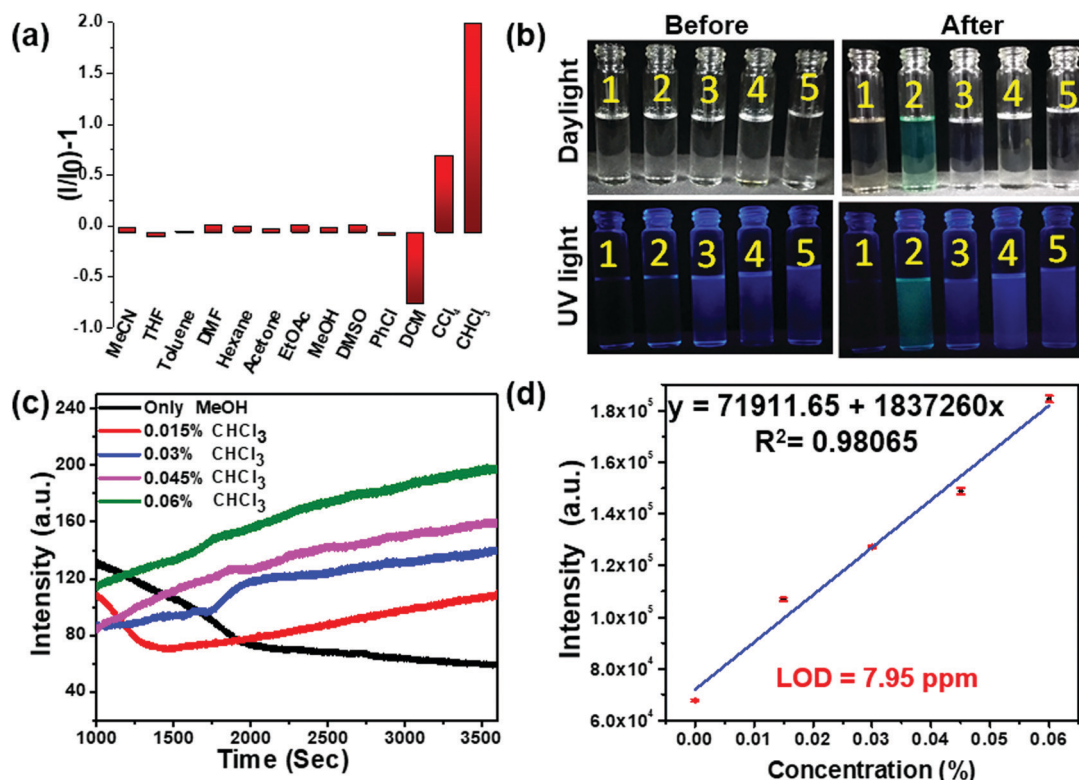 (a)
(I/I0)-1
2.0
1.5
1.0
0.5
0.0
-0.5
-1.0
MeCN
THF
Toluene
DMF
Hexane
Acetone
EtOAc
MeOH
DMSO
PhCl
DCM
CCl4
CHCl3
(b)
Before
After
Daylight
1 2 3 4 5
1 2 3 4 5
UV light
1 2 3 4 5
1 2 3 4 5
(c)
Intensity (a.u.)
240
200
160
120
80
40
Only MeOH
0.015% CHCl3
0.03% CHCl3
0.045% CHCl3
0.06% CHCl3
1000 1500 2000 2500 3000 3500
Time (Sec)
(d)
Intensity (a.u.)
1.8x10⁵
1.6x10⁵
1.4x10⁵
1.2x10⁵
1.0x10⁵
8.0x10⁴
6.0x10⁴
y = 71911.65 + 1837260x
R²= 0.98065
LOD = 7.95 ppm
0.00 0.01 0.02 0.03 0.04 0.05 0.06
Concentration (%)